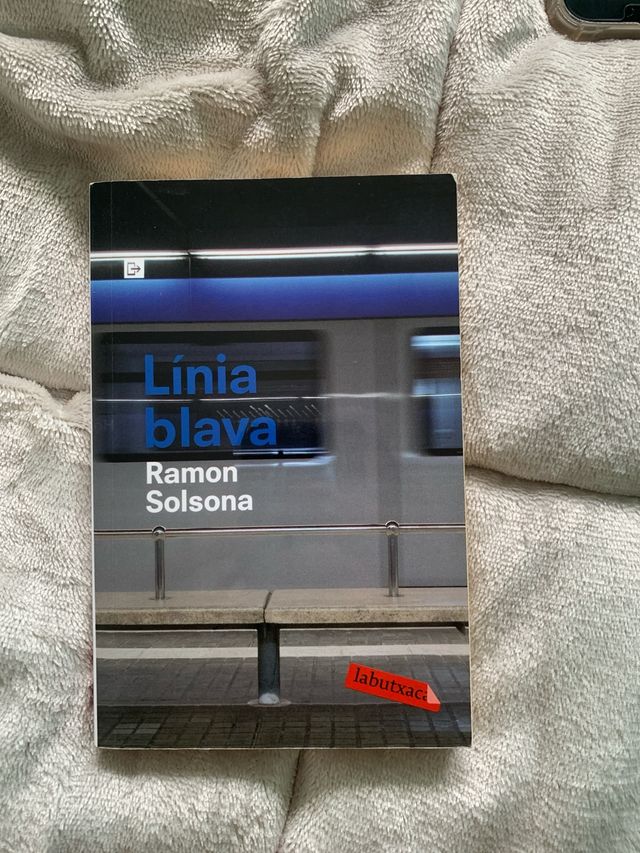 Línia
blava
Ramon
Solsona
labutxaca